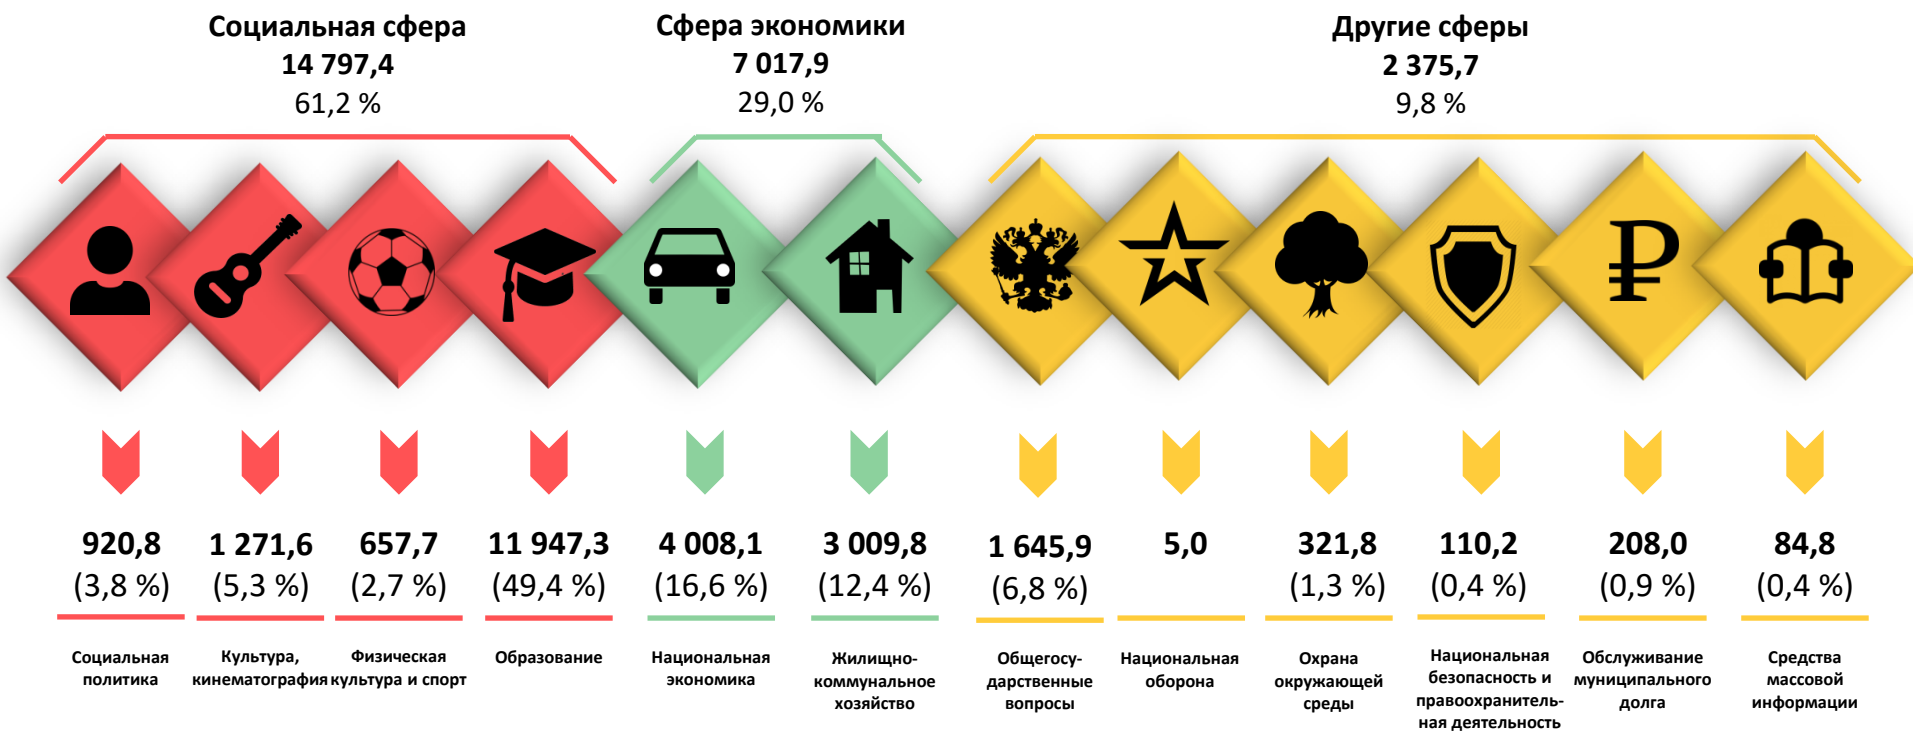 Социальная сфера
14 797,4
61,2 %
Сфера экономики
7 017,9
29,0 %
Другие сферы
2 375,7
9,8 %
920,8
(3,8 %)
Социальная
политика
1 271,6
(5,3 %)
Культура,
кинематография
657,7
(2,7 %)
Физическая
культура и спорт
11 947,3
(49,4 %)
Образование
4 008,1
(16,6 %)
Национальная
экономика
3 009,8
(12,4 %)
Жилищно-
коммунальное
хозяйство
1 645,9
(6,8 %)
Общегосу-
дарственные
вопросы
5,0
Национальная
оборона
321,8
(1,3 %)
Охрана
окружающей
среды
110,2
(0,4 %)
Национальная
безопасность и
правоохранитель-
ная деятельность
208,0
(0,9 %)
Обслуживание
муниципального
долга
84,8
(0,4 %)
Средства
массовой
информации